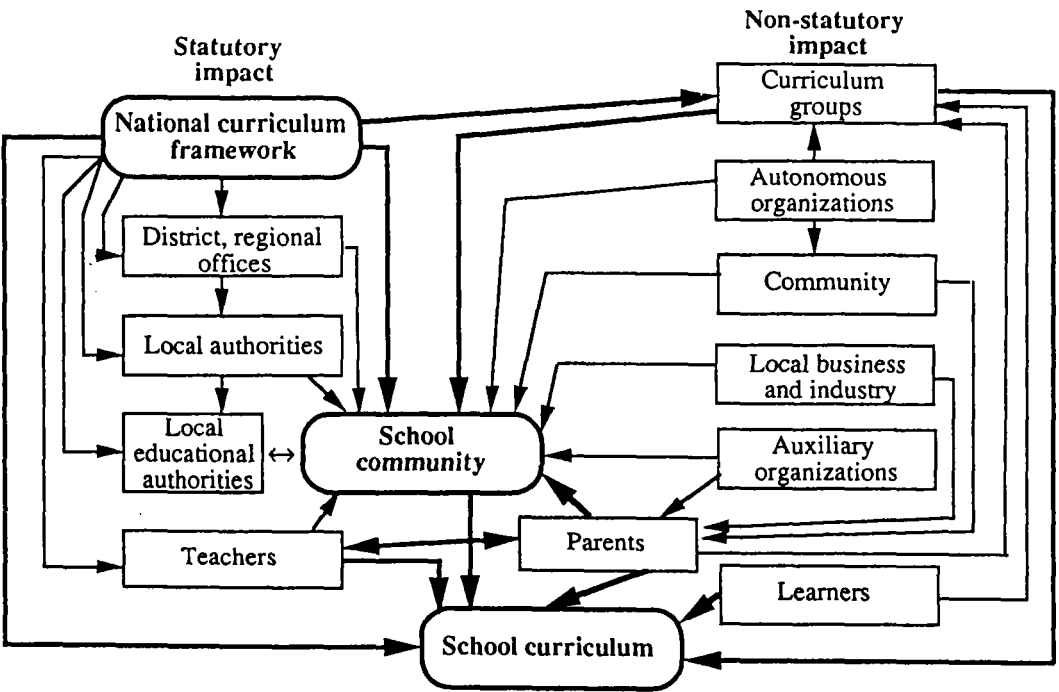 Statutory
impact
Non-statutory
impact
National curriculum
framework
Curriculum
groups
Autonomous
organizations
District, regional
offices
Community
Local authorities
Local business
and industry
Local
educational
authorities
School
community
Auxiliary
organizations
Teachers
Parents
Learners
School curriculum